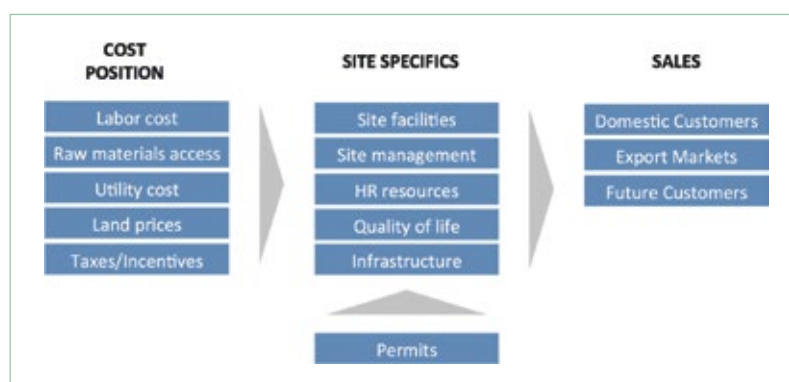 COST
POSITION
Labor cost
Raw materials access
Utility cost
Land prices
Taxes/Incentives
SITE SPECIFICS
Site facilities
Site management
HR resources
Quality of life
Infrastructure
Permits
SALES
Domestic Customers
Export Markets
Future Customers